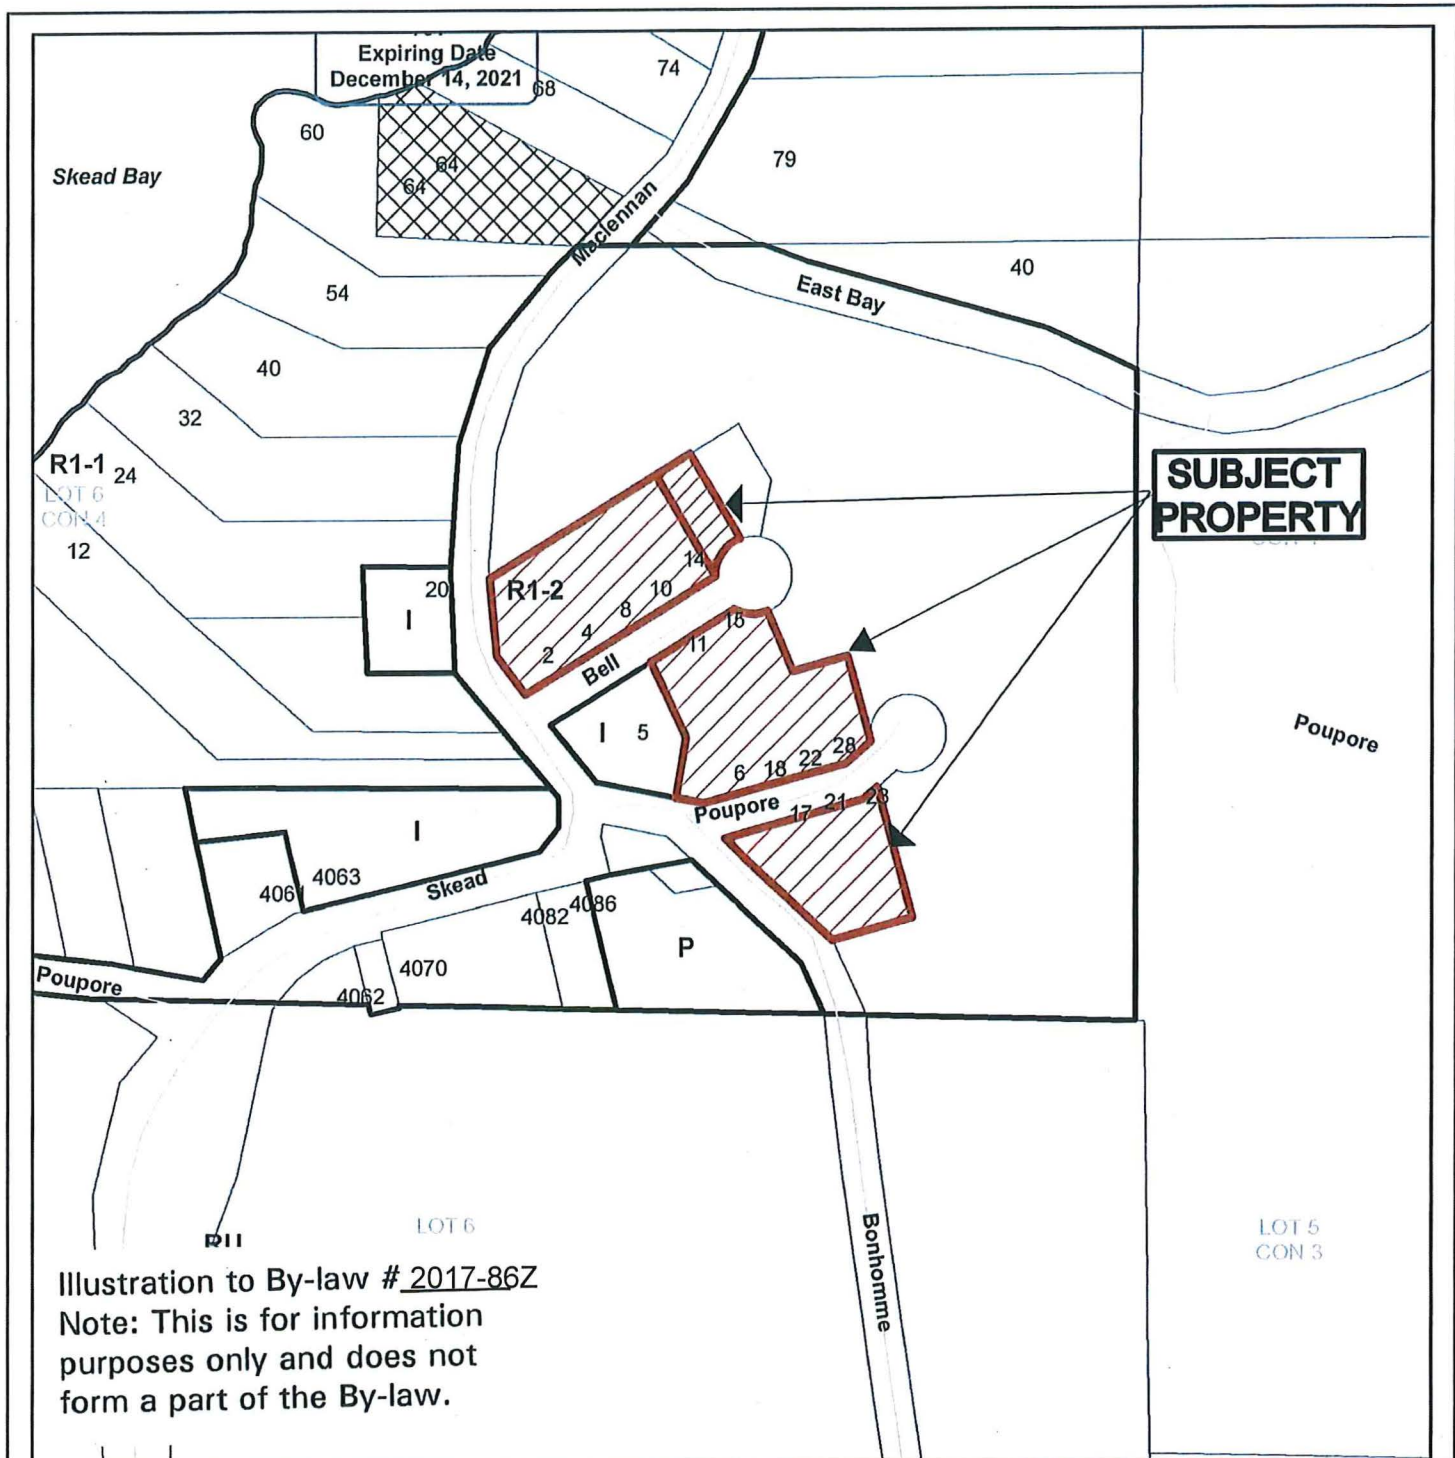 Expiring Date
December 14, 2021
68
74
60
79
64
64
Skead Bay
Maclennan
40
East Bay
54
40
32
R1-1
24
LOT 6
CON 4
12
SUBJECT
PROPERTY
20
I
R1-2
14
10
8
4
2
15
11
Bell
I
5
Poupore
28
22
18
6
Poupore
23
21
17
I
4063
4061
Skead
4086
4082
P
4070
4062
Poupore
LOT 6
LOT 5
CON 3
Bonhomme
Illustration to By-law # 2017-86Z
Note: This is for information
purposes only and does not
form a part of the By-law.